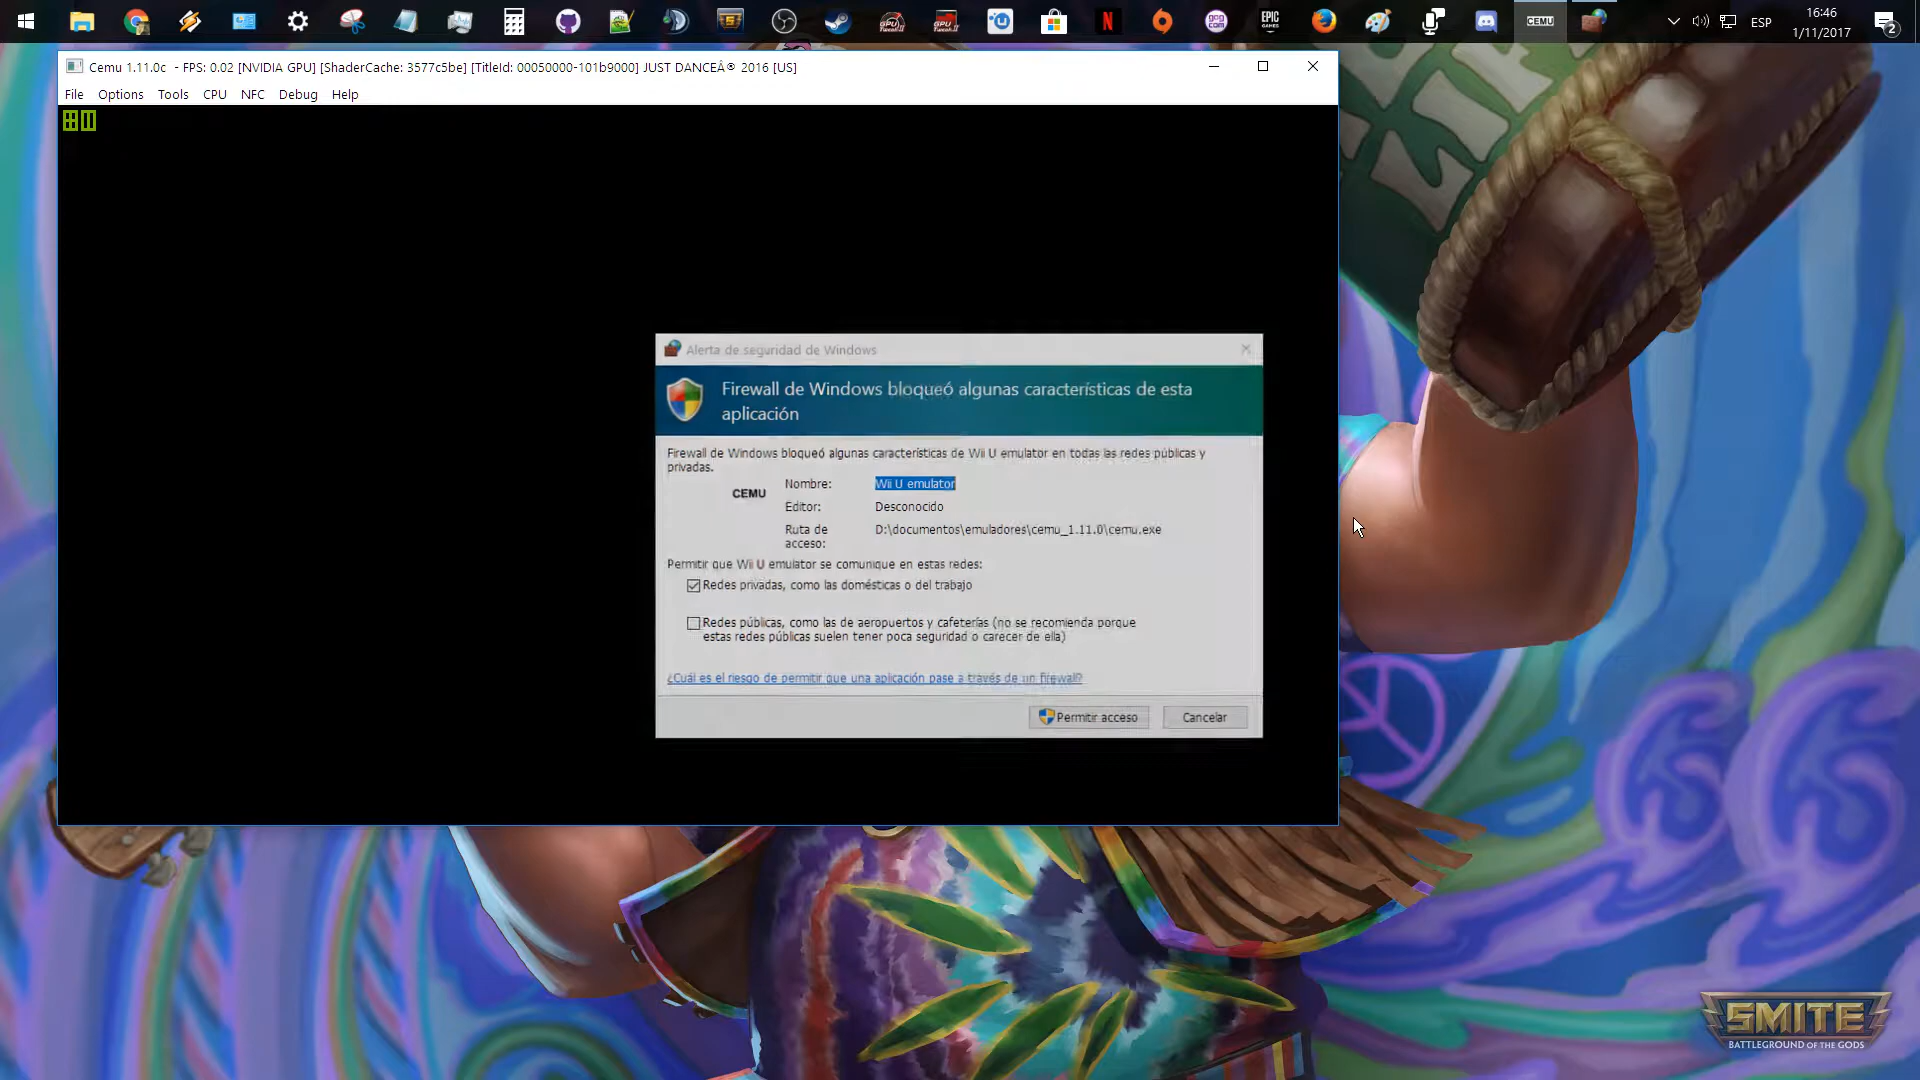 CEMU
ESP
16:46
1/11/2017
2
Cemu 1.11.0c - FPS: 0.02 [NVIDIA GPU] [ShaderCache: 3577c5be] [TitleId: 00050000-101b9000] JUST DANCEÂ® 2016 [US]
File Options Tools CPU NFC Debug Help
Alerta de seguridad de Windows
Firewall de Windows bloqueó algunas características de esta
aplicación
Firewall de Windows bloqueó algunas características de Wii U emulator en todas las redes públicas y
privadas.
CEMU
Nombre: Wii U emulator
Editor: Desconocido
Ruta de D:\documentos\emuladores\cemu_1.11.0\cemu.exe
acceso:
Permitir que Wii U emulator se comunique en estas redes:
Redes privadas, como las domésticas o del trabajo
Redes públicas, como las de aeropuertos y cafeterías (no se recomienda porque
estas redes públicas suelen tener poca seguridad o carecer de ella)
¿Cuál es el riesgo de permitir que una aplicación pase a través de un firewall?
Permitir acceso Cancelar
SMITE
BATTLEGROUND OF THE GODS